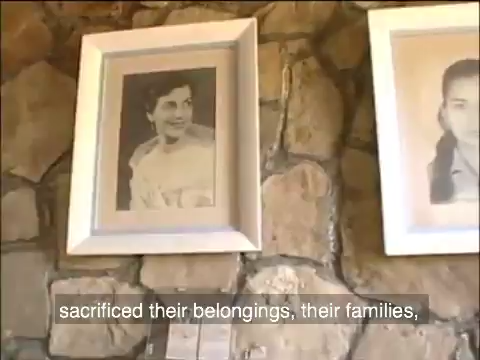 sacrificed their belongings, their families,